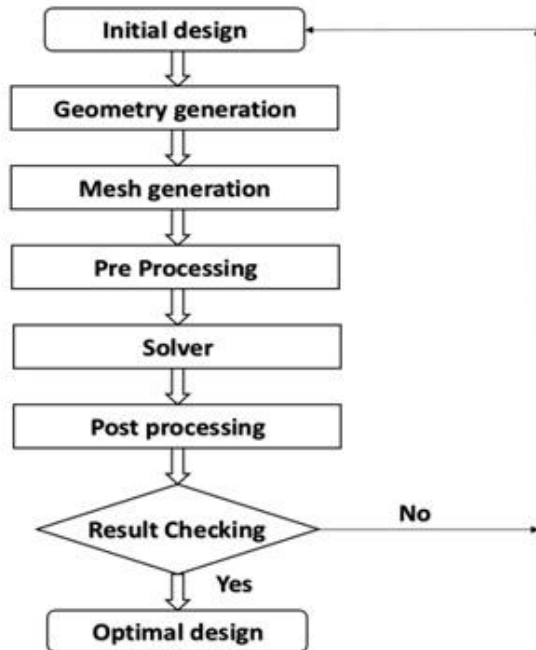 Initial design
Geometry generation
Mesh generation
Pre Processing
Solver
Post processing
Result Checking
No
Yes
Optimal design